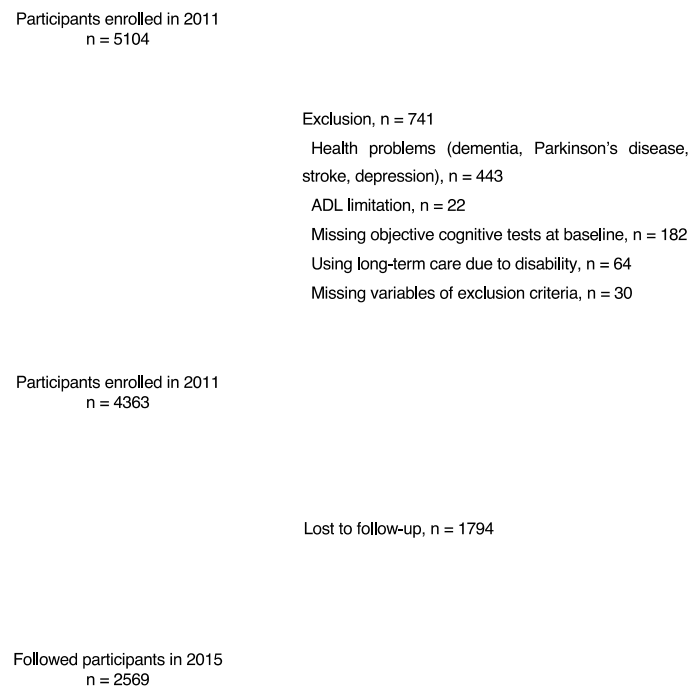 Participants enrolled in 2011
n = 5104
Exclusion, n = 741
Health problems (dementia, Parkinson's disease,
stroke, depression), n = 443
ADL limitation, n = 22
Missing objective cognitive tests at baseline, n = 182
Using long-term care due to disability, n = 64
Missing variables of exclusion criteria, n = 30
Participants enrolled in 2011
n = 4363
Lost to follow-up, n = 1794
Followed participants in 2015
n = 2569